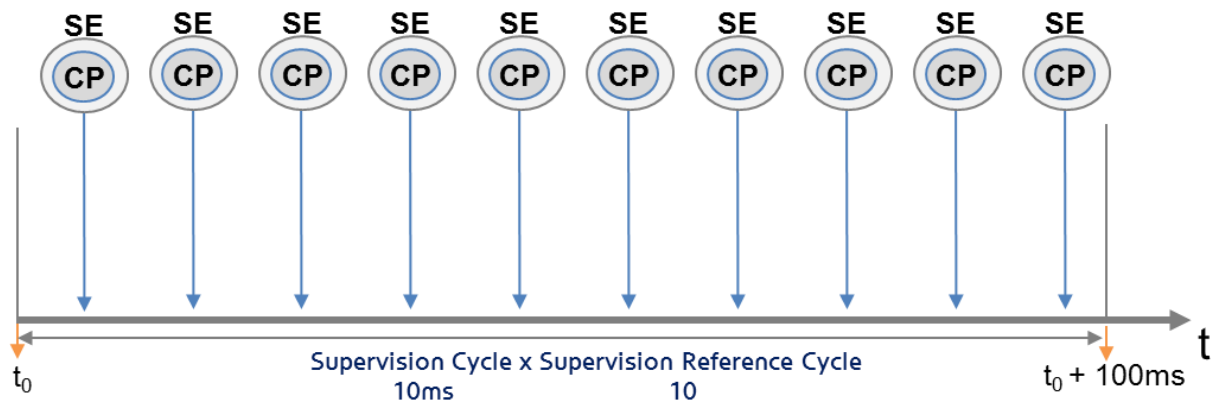 SE SE SE SE SE SE SE SE SE SE
CP CP CP CP CP CP CP CP CP CP
t
Supervision Cycle x Supervision Reference Cycle
t₀ 10ms 10 t₀ + 100ms